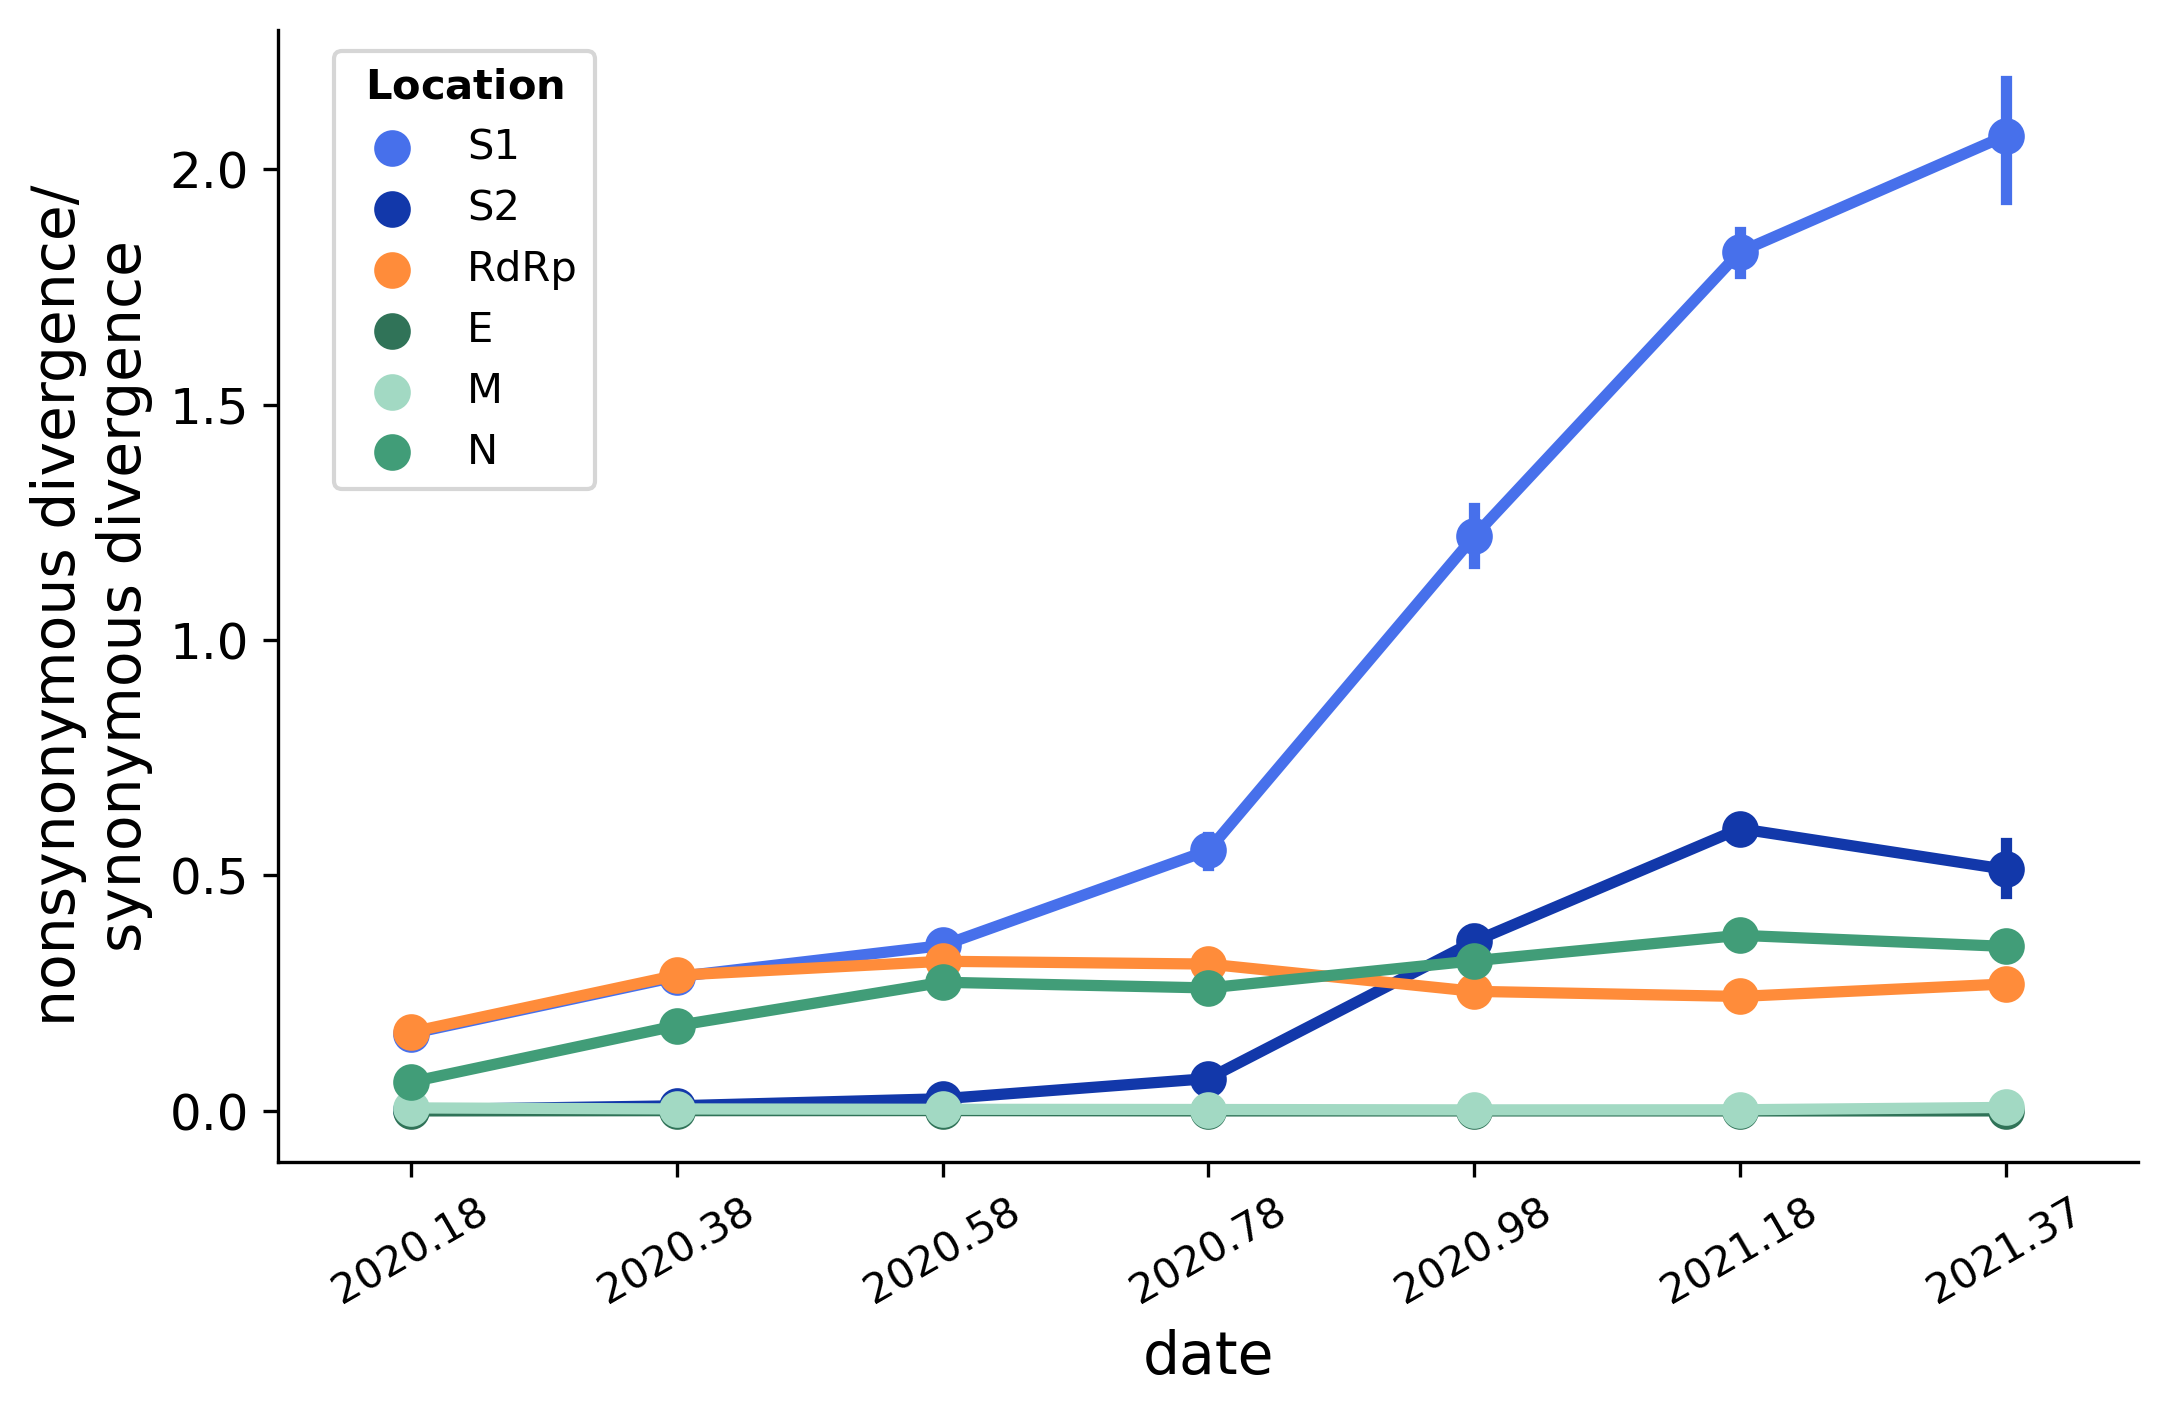 Location
S1
S2
RdRp
E
M
N
nonsynonymous divergence/
synonymous divergence
2.0
1.5
1.0
0.5
0.0
2020.18
2020.38
2020.58
2020.78
2020.98
2021.18
2021.37
date